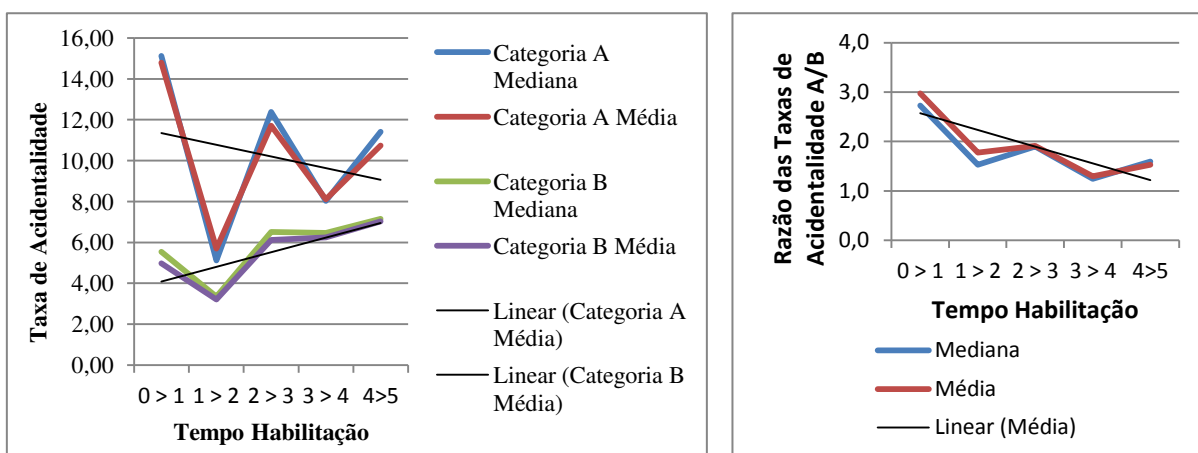 Taxa de Acidentalidade
16,00
14,00
12,00
10,00
8,00
6,00
4,00
2,00
0,00
0 > 1 1 > 2 2 > 3 3 > 4 4>5
Tempo Habilitação
Categoria A
Mediana
Categoria A Média
Categoria B
Mediana
Categoria B Média
Linear (Categoria A
Média)
Linear (Categoria B
Média)
Razão das Taxas de
Acidentalidade A/B
4,0
3,0
2,0
1,0
0,0
0 > 1 1 > 2 2 > 3 3 > 4 4>5
Tempo Habilitação
Mediana
Média
Linear (Média)